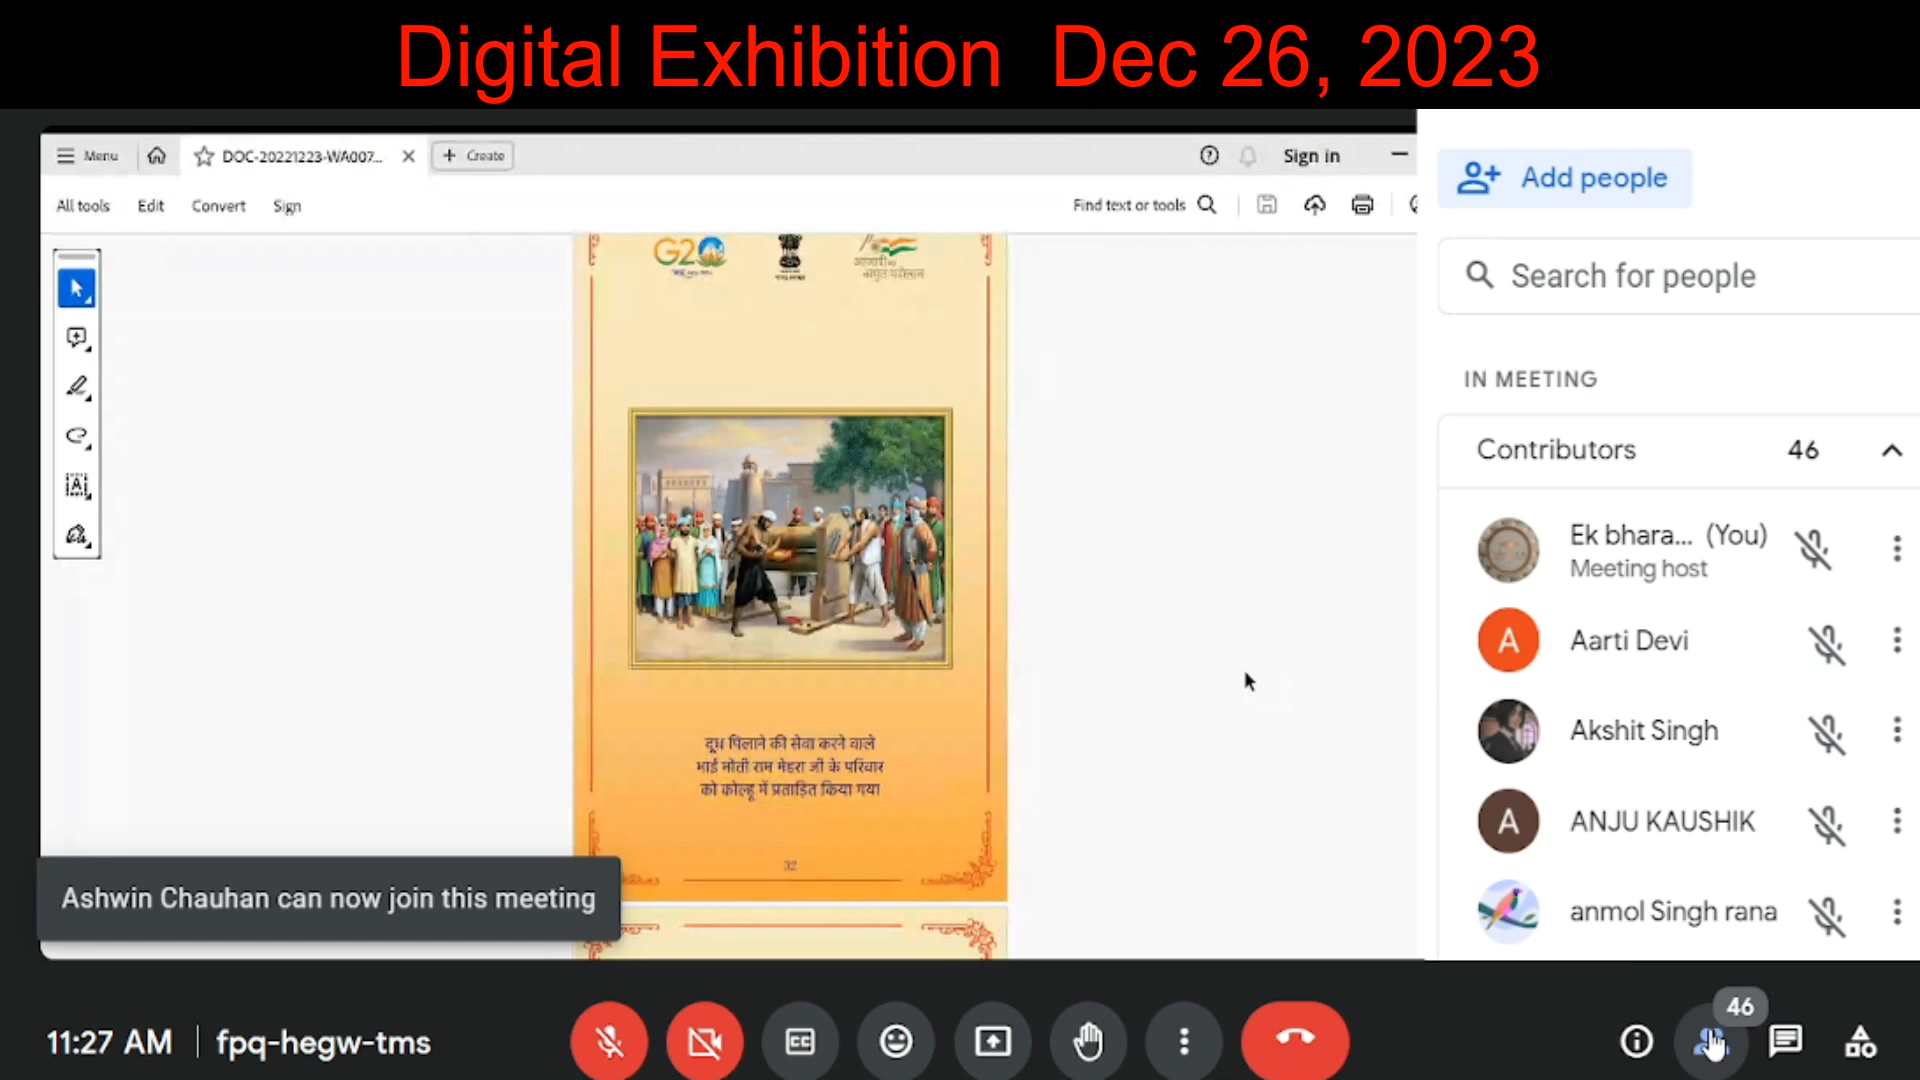 Digital Exhibition Dec 26, 2023
Menu
DOC-20221223-WA007...
Create
Sign in
All tools
Edit
Convert
Sign
Find text or tools
G20
दूध पिलाने की सेवा करने वाले
भाई मोती राम मेहरा जी के परिवार
को कोल्हू में प्रताड़ित किया गया
32
Ashwin Chauhan can now join this meeting
Add people
Search for people
IN MEETING
Contributors 46
Ek bhara... (You)
Meeting host
A Aarti Devi
Akshit Singh
A ANJU KAUSHIK
anmol Singh rana
11:27 AM | fpq-hegw-tms
CC
46